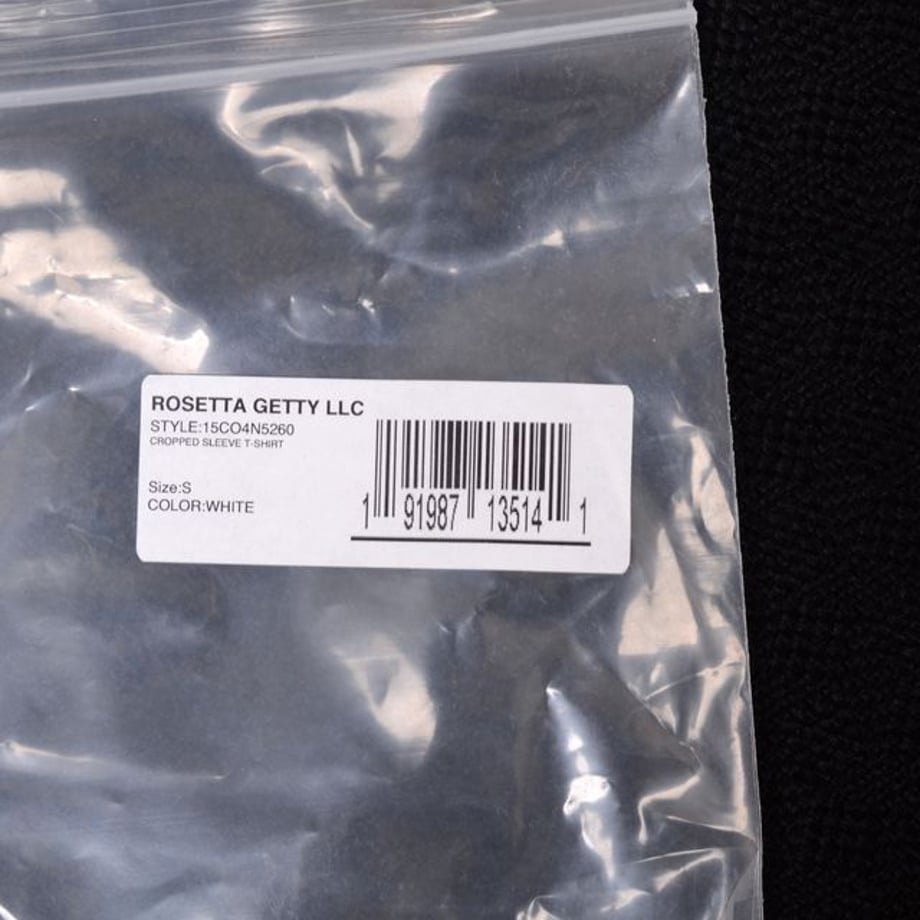 ROSETTA GETTY LLC
STYLE:15CO4N5260
CROPPED SLEEVE T-SHIRT
Size:S
COLOR:WHITE
1 91987 13514 1